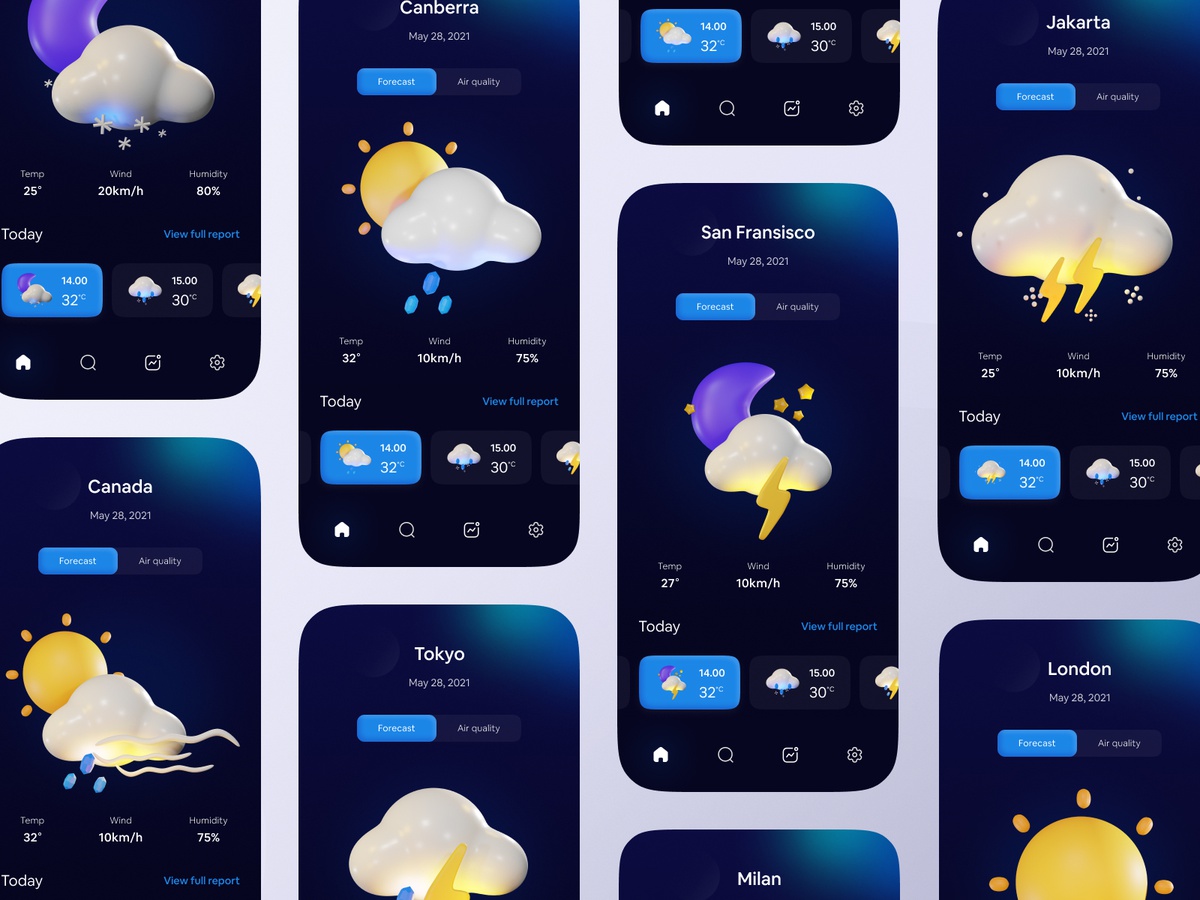 Temp Wind Humidity
25° 20km/h 80%
Today View full report
14.00 15.00
32°C 30°C
Canada
May 28, 2021
Forecast Air quality
Temp Wind Humidity
32° 10km/h 75%
Today View full report
Canberra
May 28, 2021
Forecast Air quality
Temp Wind Humidity
32° 10km/h 75%
Today View full report
14.00 15.00
32°C 30°C
Tokyo
May 28, 2021
Forecast Air quality
14.00 15.00
32°C 30°C
San Fransisco
May 28, 2021
Forecast Air quality
Temp Wind Humidity
27° 10km/h 75%
Today View full report
14.00 15.00
32°C 30°C
Milan
Jakarta
May 28, 2021
Forecast Air quality
Temp Wind Humidity
25° 10km/h 75%
Today View full report
14.00 15.00
32°C 30°C
London
May 28, 2021
Forecast Air quality